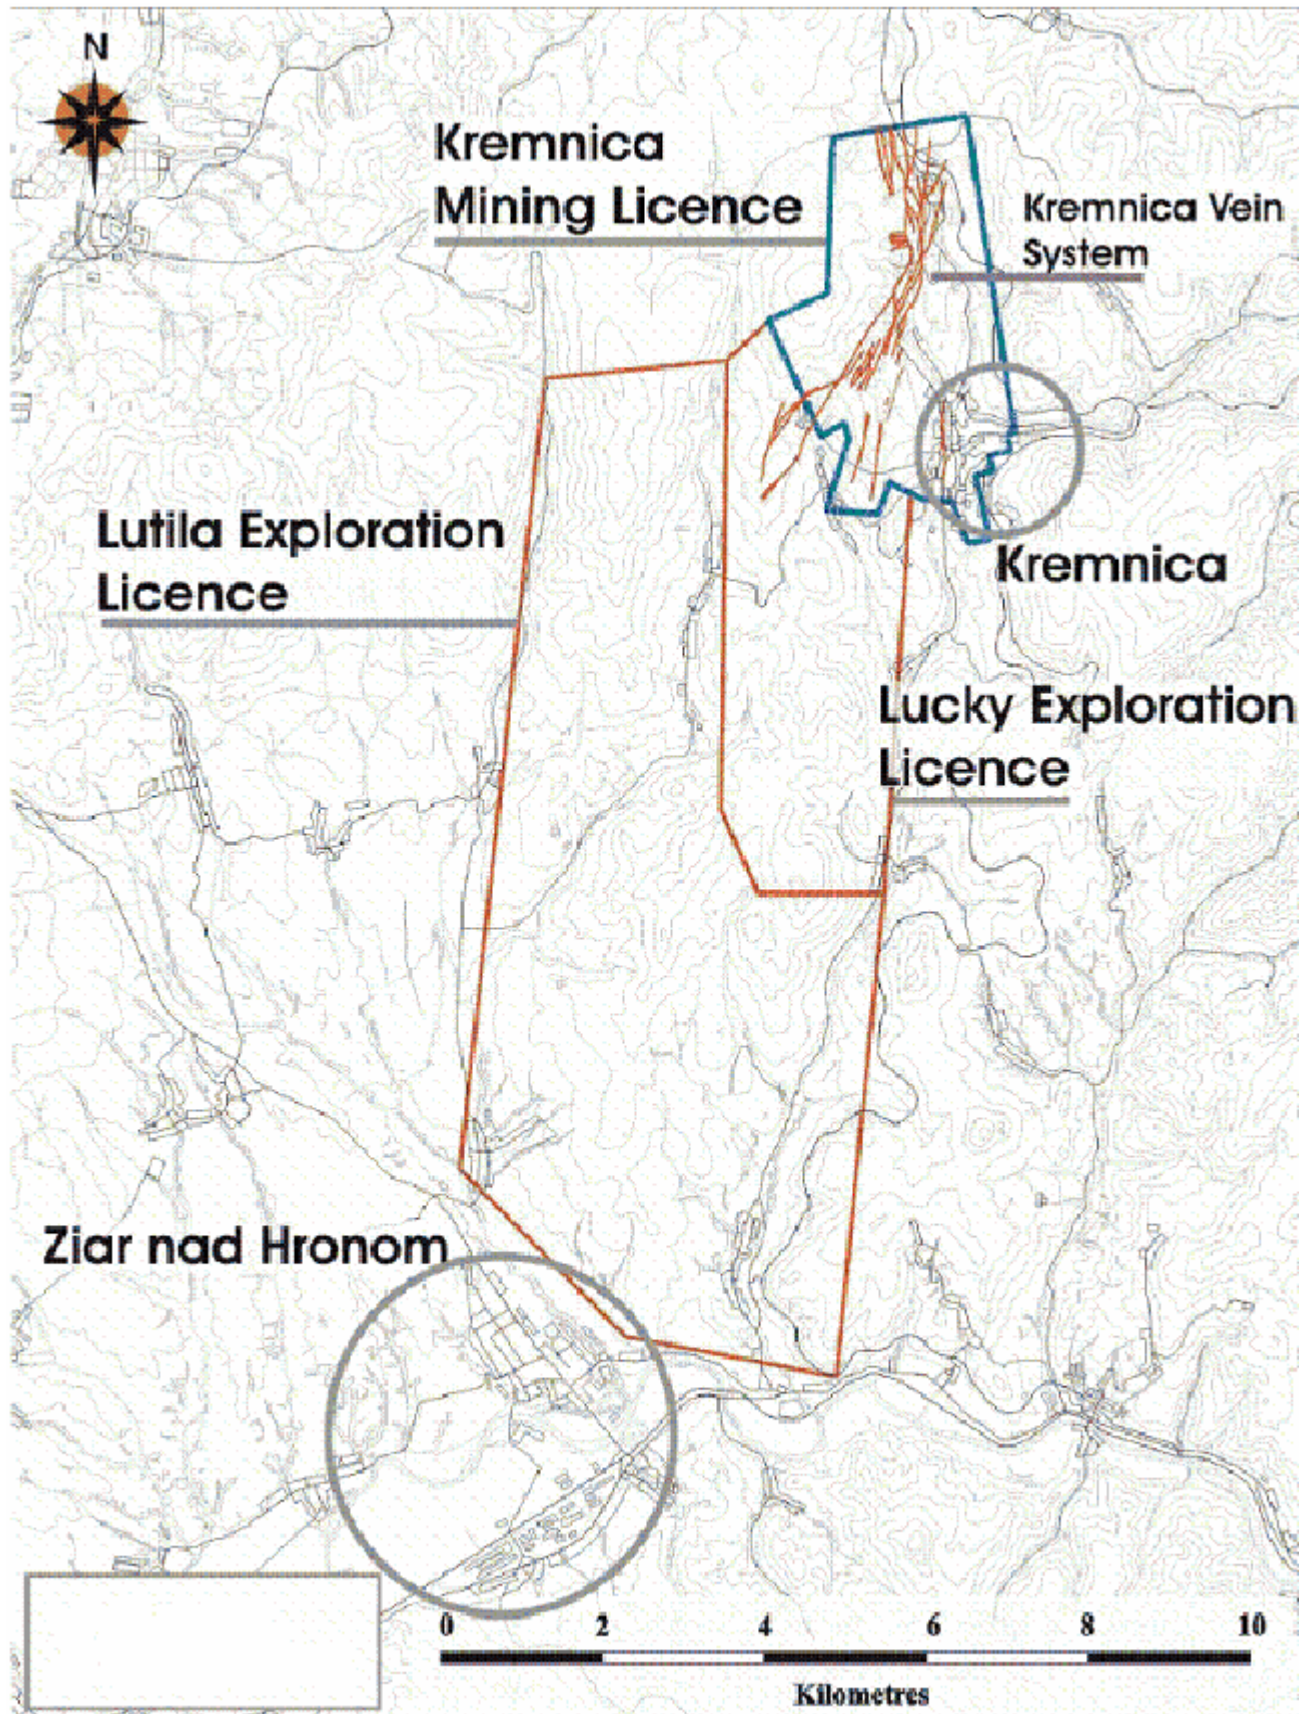 N
Kremnica
Mining Licence
Kremnica Vein
System
Lutila Exploration
Licence
Kremnica
Lucky Exploration
Licence
Ziar nad Hronom
0 2 4 6 8 10
Kilometres